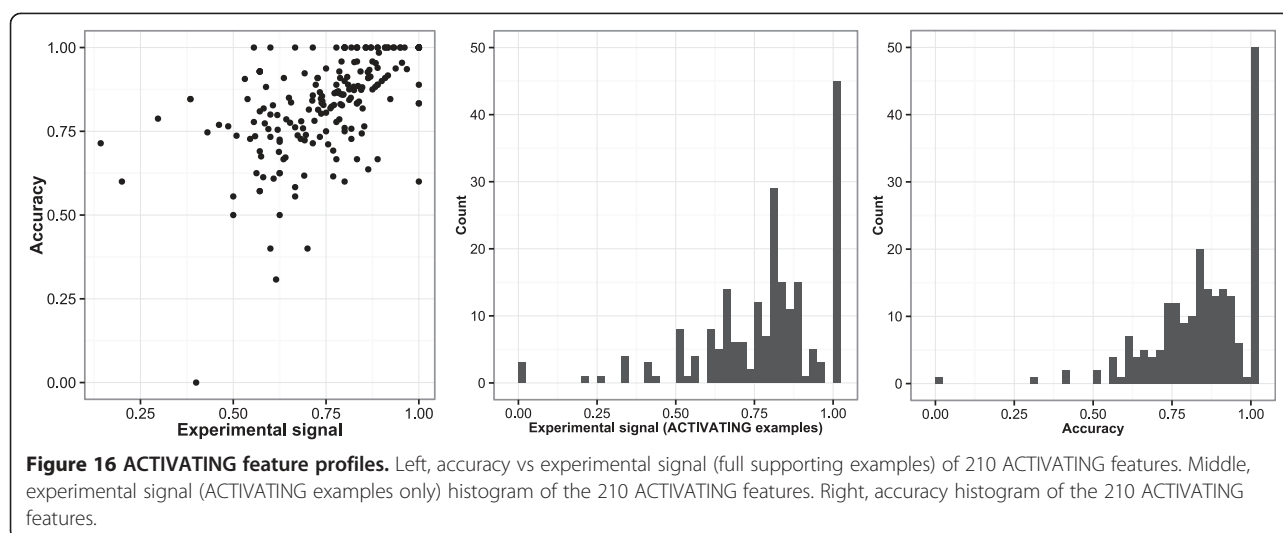 1.00
0.75
0.50
0.25
0.00
Accuracy
0.25 0.50 0.75 1.00
Experimental signal
50
40
30
20
10
0
Count
0.00 0.25 0.50 0.75 1.00
Experimental signal (ACTIVATING examples)
50
40
30
20
10
0
Count
0.00 0.25 0.50 0.75 1.00
Accuracy
Figure 16 ACTIVATING feature profiles. Left, accuracy vs experimental signal (full supporting examples) of 210 ACTIVATING features. Middle,
experimental signal (ACTIVATING examples only) histogram of the 210 ACTIVATING features. Right, accuracy histogram of the 210 ACTIVATING
features.